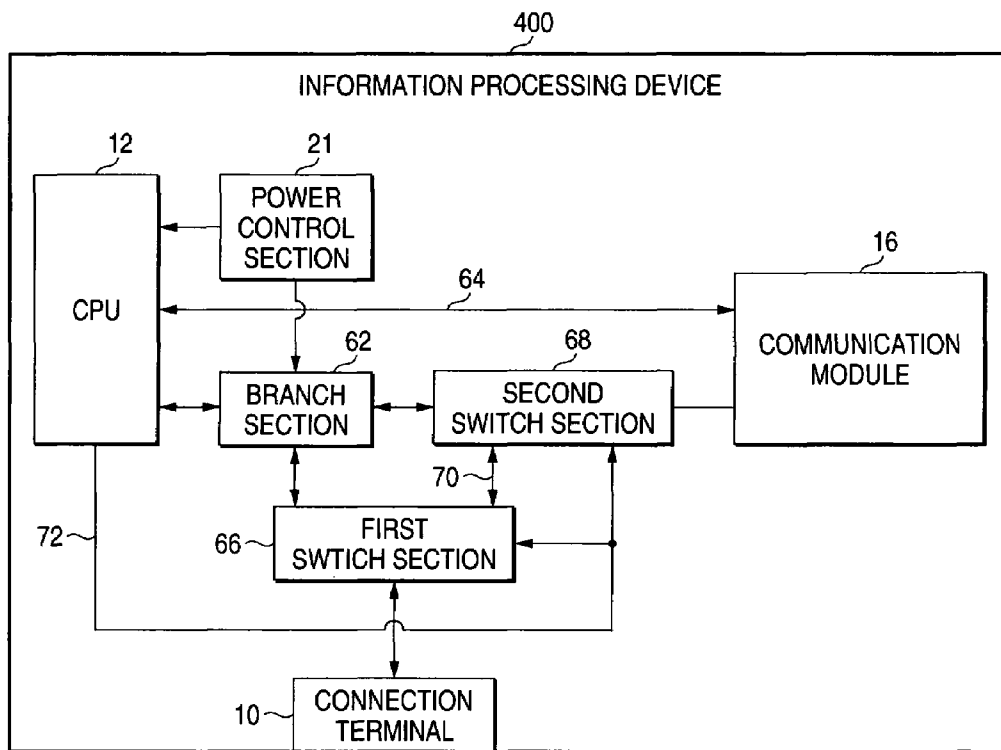 400
INFORMATION PROCESSING DEVICE
12
21
POWER
CONTROL
SECTION
16
CPU
64
COMMUNICATION
MODULE
62
68
BRANCH
SECTION
SECOND
SWITCH SECTION
70
72
66
FIRST
SWTICH SECTION
10
CONNECTION
TERMINAL